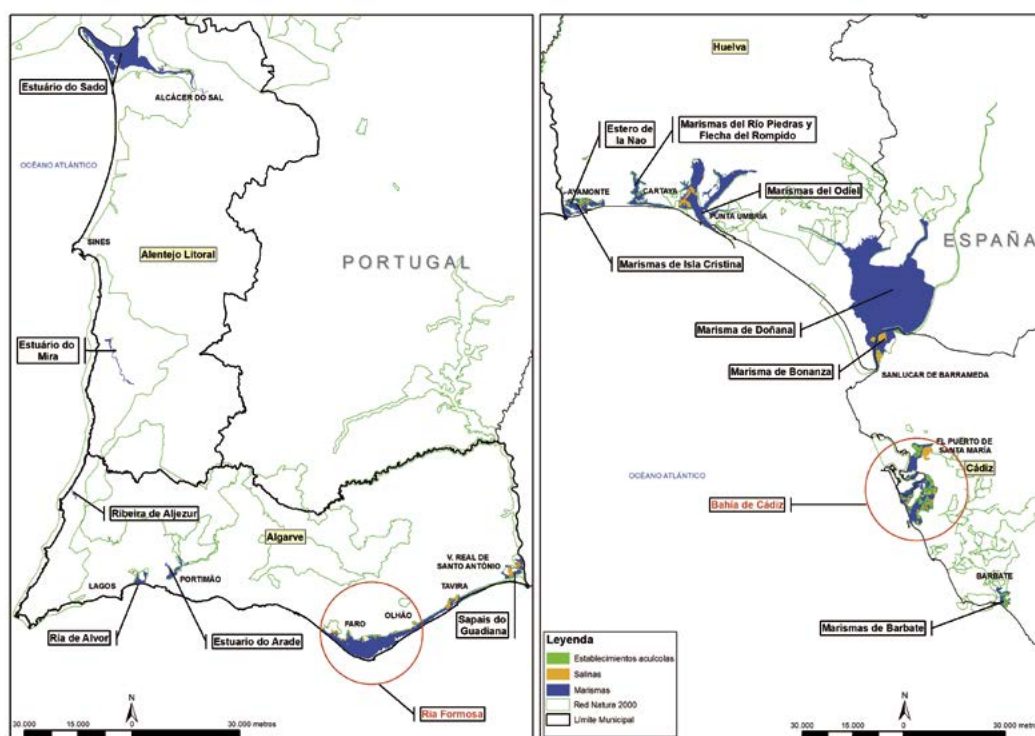 Estuário do Sado
ALCÁCER DO SAL
OCÉANO ATLÁNTICO
SINES
Alentejo Litoral
PORTUGAL
Estuário do
Mira
Ribeira de Aljezur
Algarve
LAGOS
PORTIMÃO
V. REAL DE
SANTO ANTÓNIO
TAVIRA
OLHÃO
FARO
Ria de Alvor
Estuario do Arade
Sapais do
Guadiana
Ria Formosa
N
30.000 15.000 0 30.000 metros
Huelva
Estero de
la Nao
Marismas del Río Piedras y
Flecha del Rompido
AYAMONTE
CARTAYA
Marismas del Odiel
PUNTA UMBRÍA
ESPAÑA
Marismas de Isla Cristina
Marisma de Doñana
Marisma de Bonanza
SANLUCAR DE BARRAMEDA
EL PUERTO DE
SANTA MARÍA
OCÉANO ATLÁNTICO
Cádiz
Bahía de Cádiz
BARBATE
Marismas de Barbate
Leyenda
Establecimientos acuícolas
Salinas
Marismas
Red Natura 2000
Límite Municipal
N
30.000 15.000 0 30.000 metros